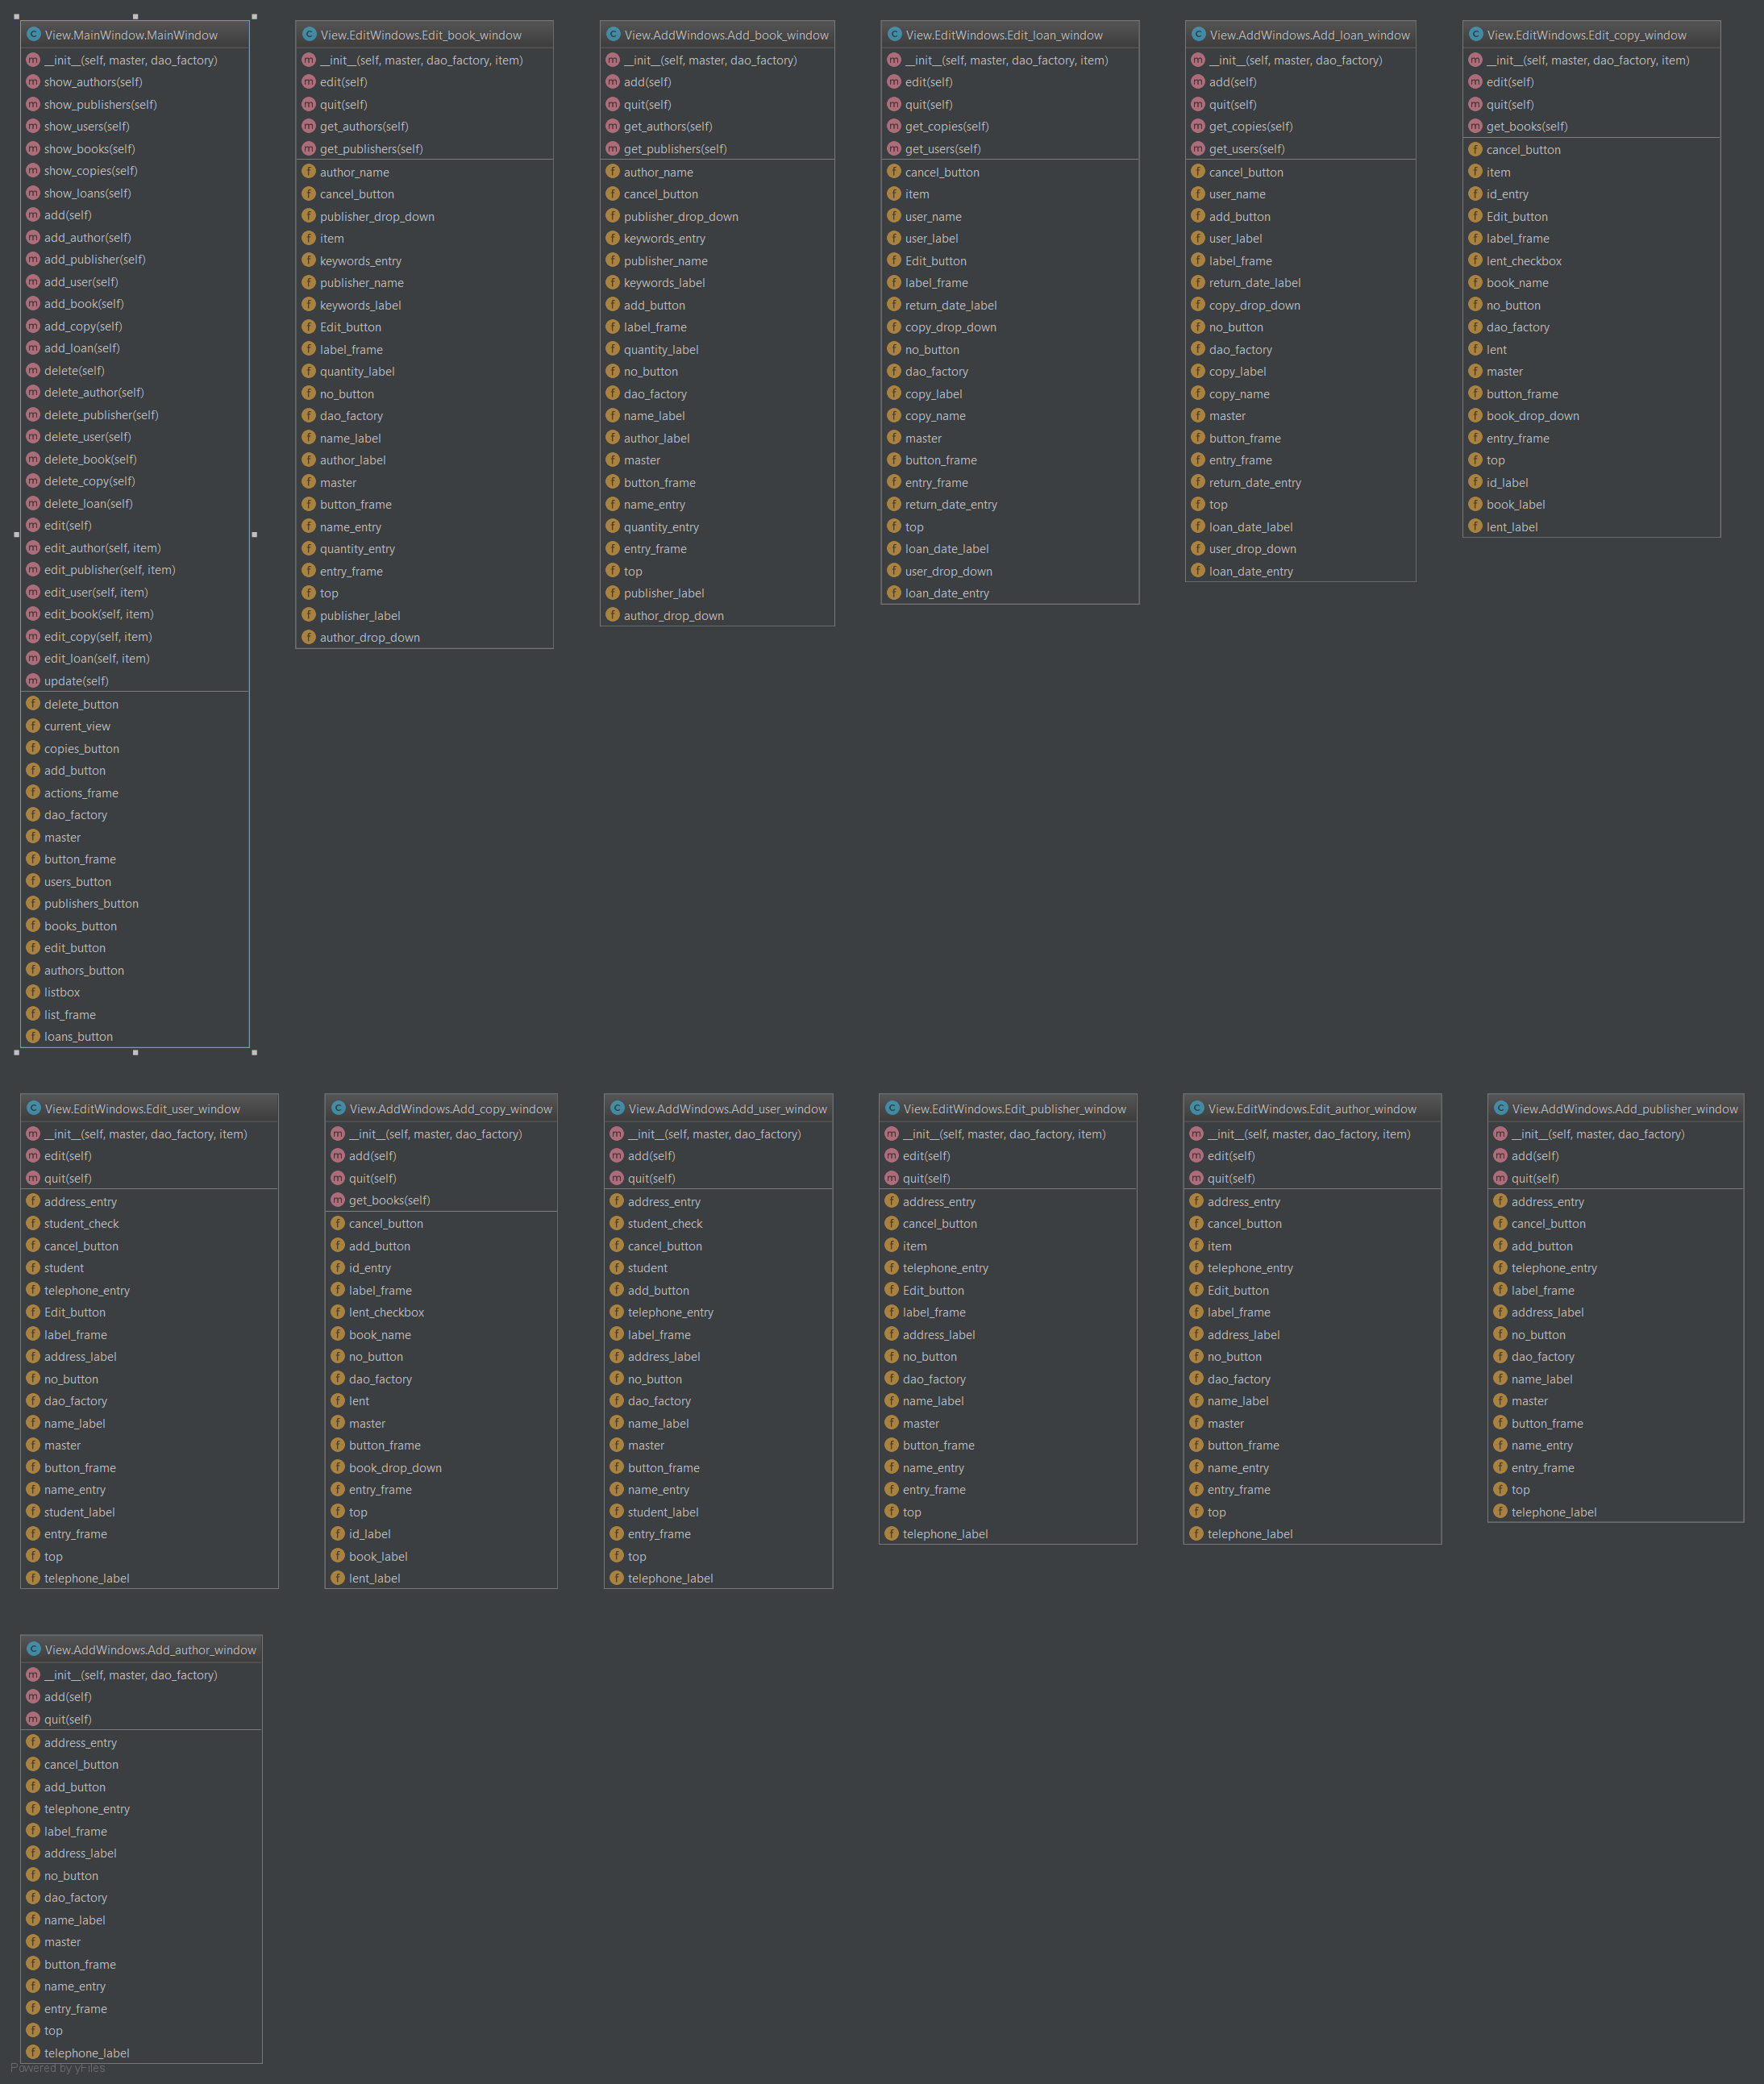 View.MainWindow.MainWindow
__init__(self, master, dao_factory)
show_authors(self)
show_publishers(self)
show_users(self)
show_books(self)
show_copies(self)
show_loans(self)
add(self)
add_author(self)
add_publisher(self)
add_user(self)
add_book(self)
add_copy(self)
add_loan(self)
delete(self)
delete_author(self)
delete_publisher(self)
delete_user(self)
delete_book(self)
delete_copy(self)
delete_loan(self)
edit(self)
edit_author(self, item)
edit_publisher(self, item)
edit_user(self, item)
edit_book(self, item)
edit_copy(self, item)
edit_loan(self, item)
update(self)
delete_button
current_view
copies_button
add_button
actions_frame
dao_factory
master
button_frame
users_button
publishers_button
books_button
edit_button
authors_button
listbox
list_frame
loans_button
View.EditWindows.Edit_book_window
__init__(self, master, dao_factory, item)
edit(self)
quit(self)
get_authors(self)
get_publishers(self)
author_name
cancel_button
publisher_drop_down
item
keywords_entry
publisher_name
keywords_label
Edit_button
label_frame
quantity_label
no_button
dao_factory
name_label
author_label
master
button_frame
name_entry
quantity_entry
entry_frame
top
publisher_label
author_drop_down
View.AddWindows.Add_book_window
__init__(self, master, dao_factory)
add(self)
quit(self)
get_authors(self)
get_publishers(self)
author_name
cancel_button
publisher_drop_down
keywords_entry
publisher_name
keywords_label
add_button
label_frame
quantity_label
no_button
dao_factory
name_label
author_label
master
button_frame
name_entry
quantity_entry
entry_frame
top
publisher_label
author_drop_down
View.EditWindows.Edit_loan_window
__init__(self, master, dao_factory, item)
edit(self)
quit(self)
get_copies(self)
get_users(self)
cancel_button
item
user_name
user_label
Edit_button
label_frame
return_date_label
copy_drop_down
no_button
dao_factory
copy_label
copy_name
master
button_frame
entry_frame
return_date_entry
top
loan_date_label
user_drop_down
loan_date_entry
View.AddWindows.Add_loan_window
__init__(self, master, dao_factory)
add(self)
quit(self)
get_copies(self)
get_users(self)
cancel_button
user_name
add_button
user_label
label_frame
return_date_label
copy_drop_down
no_button
dao_factory
copy_label
copy_name
master
button_frame
entry_frame
return_date_entry
top
loan_date_label
user_drop_down
loan_date_entry
View.EditWindows.Edit_copy_window
__init__(self, master, dao_factory, item)
edit(self)
quit(self)
get_books(self)
cancel_button
item
id_entry
Edit_button
label_frame
lent_checkbox
book_name
no_button
dao_factory
lent
master
button_frame
book_drop_down
entry_frame
top
id_label
book_label
lent_label
View.EditWindows.Edit_user_window
__init__(self, master, dao_factory, item)
edit(self)
quit(self)
address_entry
student_check
cancel_button
student
telephone_entry
Edit_button
label_frame
address_label
no_button
dao_factory
name_label
master
button_frame
name_entry
student_label
entry_frame
top
telephone_label
View.AddWindows.Add_copy_window
__init__(self, master, dao_factory)
add(self)
quit(self)
get_books(self)
cancel_button
add_button
id_entry
label_frame
lent_checkbox
book_name
no_button
dao_factory
lent
master
button_frame
book_drop_down
entry_frame
top
id_label
book_label
lent_label
View.AddWindows.Add_user_window
__init__(self, master, dao_factory)
add(self)
quit(self)
address_entry
student_check
cancel_button
student
add_button
telephone_entry
label_frame
address_label
no_button
dao_factory
name_label
master
button_frame
name_entry
student_label
entry_frame
top
telephone_label
View.EditWindows.Edit_publisher_window
__init__(self, master, dao_factory, item)
edit(self)
quit(self)
address_entry
cancel_button
item
telephone_entry
Edit_button
label_frame
address_label
no_button
dao_factory
name_label
master
button_frame
name_entry
entry_frame
top
telephone_label
View.EditWindows.Edit_author_window
__init__(self, master, dao_factory, item)
edit(self)
quit(self)
address_entry
cancel_button
item
telephone_entry
Edit_button
label_frame
address_label
no_button
dao_factory
name_label
master
button_frame
name_entry
entry_frame
top
telephone_label
View.AddWindows.Add_publisher_window
__init__(self, master, dao_factory)
add(self)
quit(self)
address_entry
cancel_button
add_button
telephone_entry
label_frame
address_label
no_button
dao_factory
name_label
master
button_frame
name_entry
entry_frame
top
telephone_label
View.AddWindows.Add_author_window
__init__(self, master, dao_factory)
add(self)
quit(self)
address_entry
cancel_button
add_button
telephone_entry
label_frame
address_label
no_button
dao_factory
name_label
master
button_frame
name_entry
entry_frame
top
telephone_label
Powered by yFiles